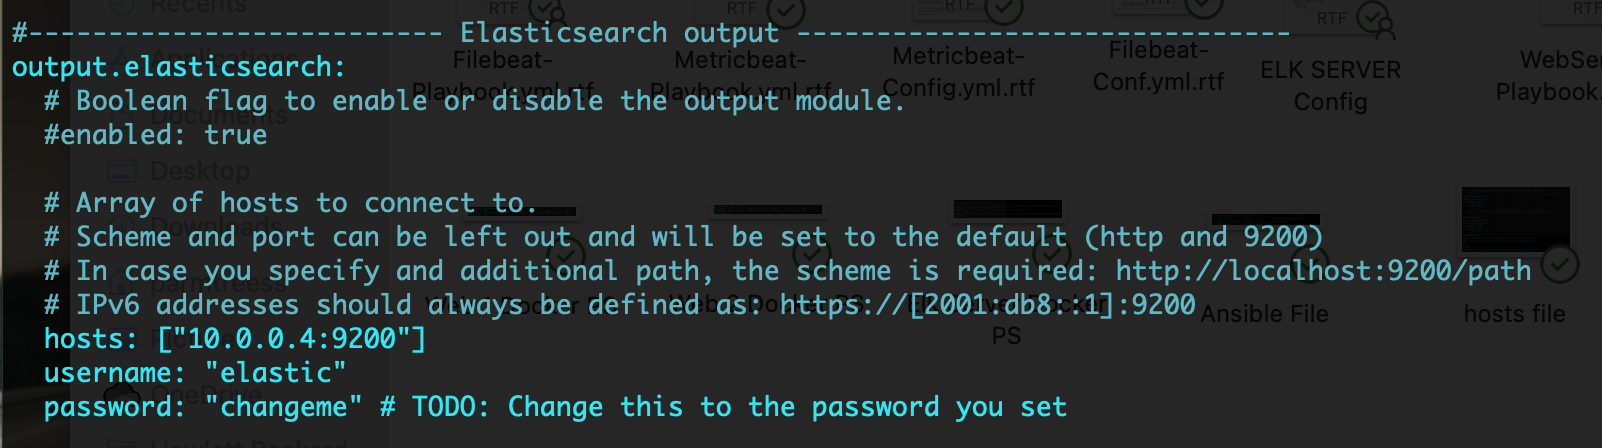 #-------------------------- Elasticsearch output -------------------------------
output.elasticsearch:
  # Boolean flag to enable or disable the output module.
  #enabled: true
  # Array of hosts to connect to.
  # Scheme and port can be left out and will be set to the default (http and 9200)
  # In case you specify and additional path, the scheme is required: http://localhost:9200/path
  # IPv6 addresses should always be defined as: https://[2001:db8::1]:9200
  hosts: ["10.0.0.4:9200"]
  username: "elastic"
  password: "changeme" # TODO: Change this to the password you set
Recents
Documents
Desktop
Downloads
OneDrive
RTF
RTF
RTF
RTF
Filebeat-
Playbook.yml.rtf
Metricbeat-
Playbook.yml.rtf
Metricbeat-
Config.yml.rtf
Filebeat-
Conf.yml.rtf
ELK SERVER
Config
Playbook.
PS
Ansible File
hosts file